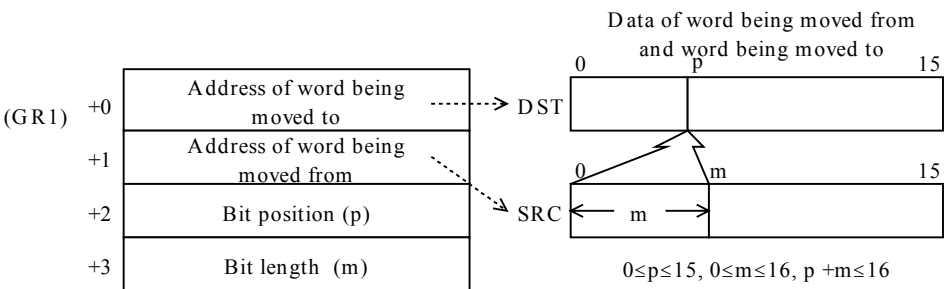 Data of word being moved from
and word being moved to
0 p 15
(GR1) +0 Address of word being
moved to
DST
+1 Address of word being
moved from
0 m 15
+2 Bit position (p)
SRC m
+3 Bit length (m)
0≤p≤15, 0≤m≤16, p +m≤16